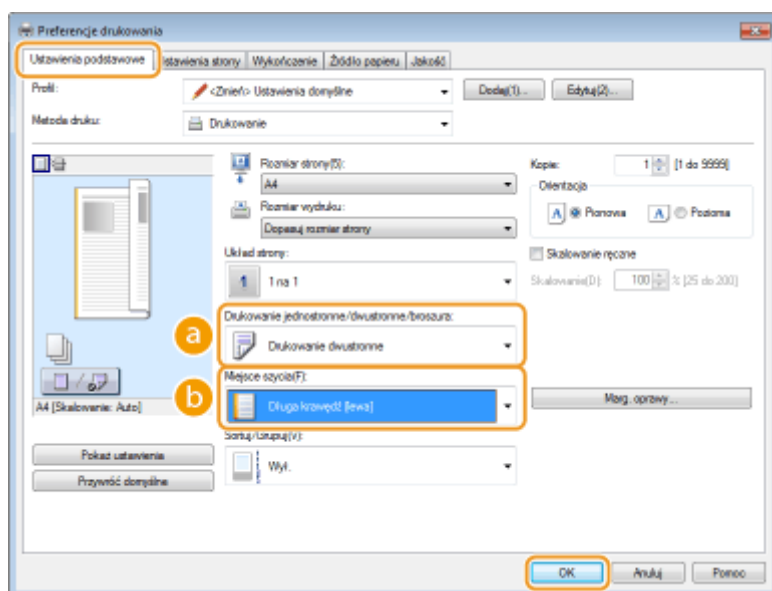 Preferencje drukowania
Ustawienia podstawowe Ustawienia strony Wykończenie Źródło papieru Jakość
Profil: <Zmień> Ustawienia domyślne Dodaj(1)... Edytuj(2)...
Metoda druku: Drukowanie
Rozmiar strony(5): Kopie: 1 [1 do 9999]
A4 Orientacja
Rozmiar wydruku: A Pionowa A Pozioma
Dopasuj rozmiar strony
Układ strony: Skalowanie ręczne
1 1 na 1 Skalowanie(D): 100 % [25 do 200]
a Drukowanie jednostronne/dwustronne/broszura:
Drukowanie dwustronne
b Miejsce szycia(F):
Długa krawędź [lewa] Marg. oprawy...
A4 [Skalowanie: Auto]
Sortuj/Grupuj(V):
Pokaż ustawienia Wył.
Przywróć domyślne
OK Anuluj Pomoc